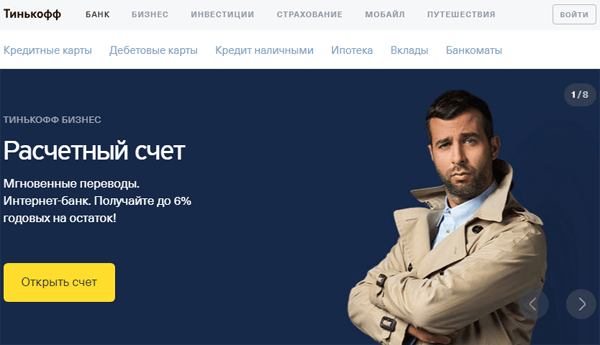 Тинькофф БАНК БИЗНЕС ИНВЕСТИЦИИ СТРАХОВАНИЕ МОБАЙЛ ПУТЕШЕСТВИЯ ВОЙТИ
Кредитные карты Дебетовые карты Кредит наличными Ипотека Вклады Банкоматы
1 / 8
ТИНЬКОФФ БИЗНЕС
Расчетный счет
Мгновенные переводы.
Интернет-банк. Получайте до 6%
годовых на остаток!
Открыть счет